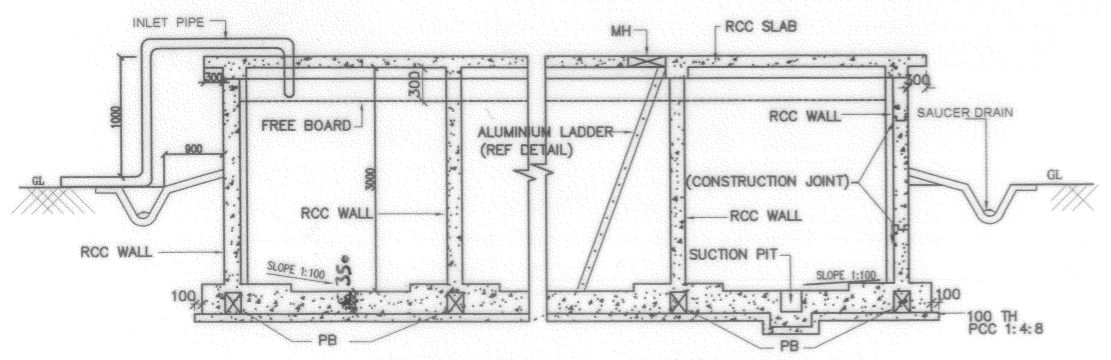 INLET PIPE
MH
RCC SLAB
300
300
300
1000
FREE BOARD
ALUMINIUM LADDER
(REF DETAIL)
RCC WALL
SAUCER DRAIN
900
3000
GL
(CONSTRUCTION JOINT)
GL
RCC WALL
RCC WALL
RCC WALL
SUCTION PIT
SLOPE 1:100
350
SLOPE 1:100
100
100
100 TH
PCC 1:4:8
PB
PB